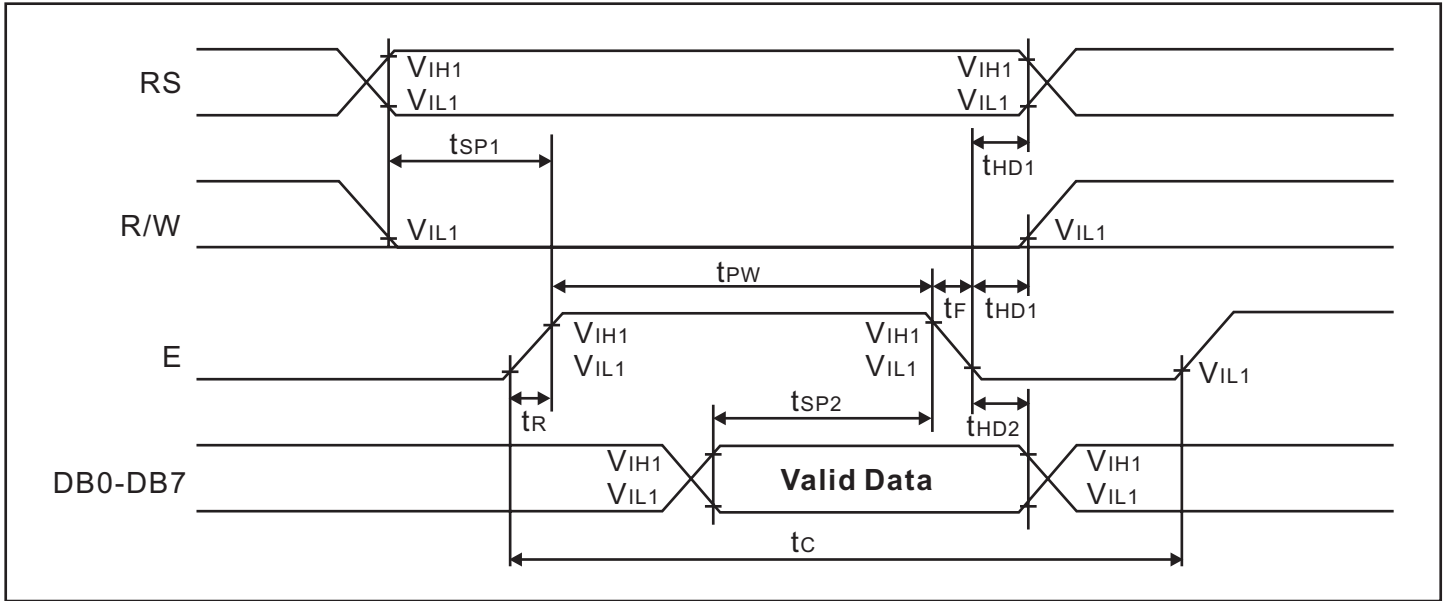 RS
VIH1
VIL1
VIH1
VIL1
tSP1
tHD1
R/W
VIL1
VIL1
tPW
tF
tHD1
E
VIH1
VIL1
VIH1
VIL1
VIL1
tR
tSP2
tHD2
DB0-DB7
VIH1
VIL1
Valid Data
VIH1
VIL1
tC